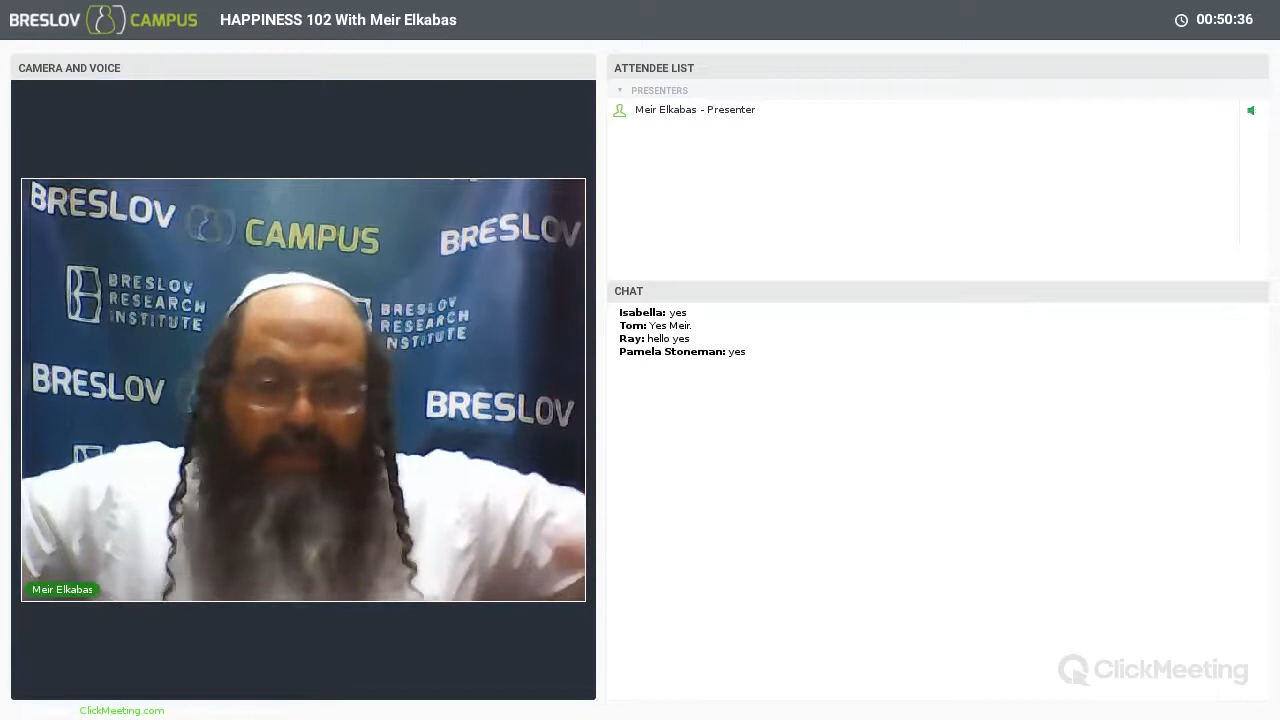 BRESLOV CAMPUS HAPPINESS 102 With Meir Elkabas 00:50:36
CAMERA AND VOICE
BRESLOV CAMPUS BRESLOV
BRESLOV
RESEARCH
INSTITUTE
BRESLOV
RESEARCH
INSTITUTE
BRESLOV
BRESLOV
Meir Elkabas
ClickMeeting.com
ATTENDEE LIST
PRESENTERS
Meir Elkabas - Presenter
CHAT
Isabella: yes
Tom: Yes Meir.
Ray: hello yes
Pamela Stoneman: yes
ClickMeeting